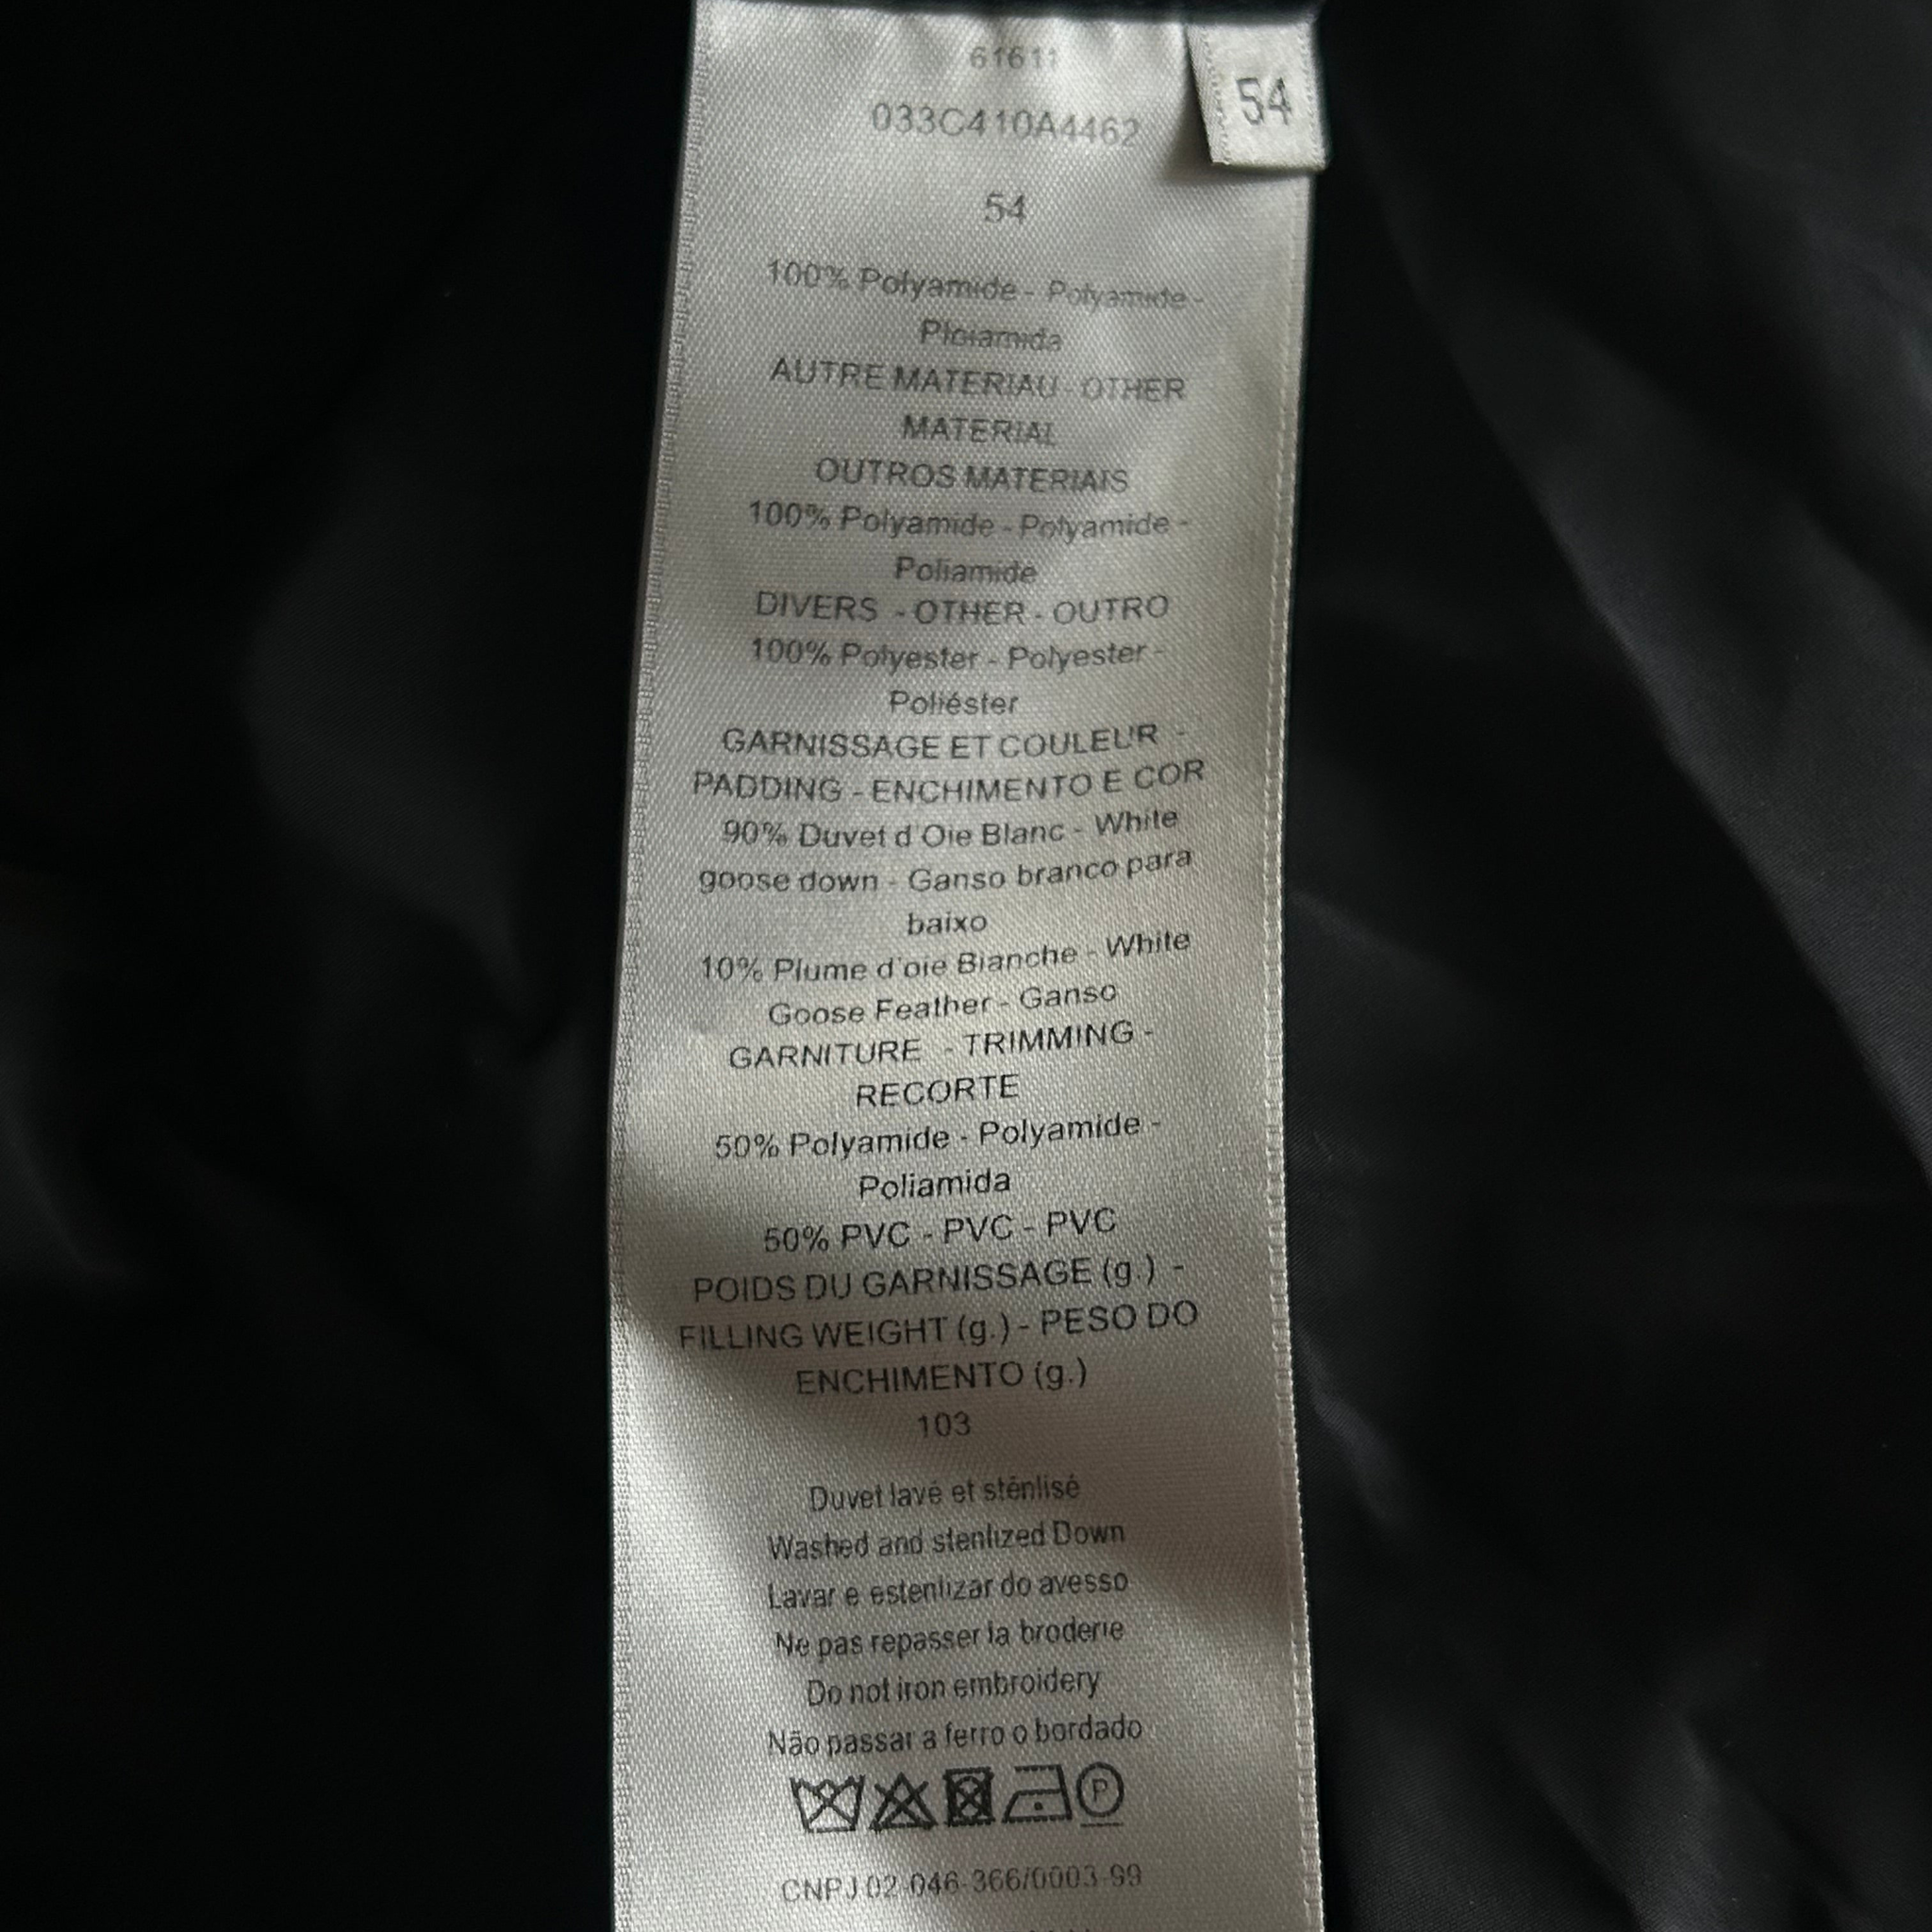 61611
54
033C410A4462
54
100% Polyamide - Polyamide -
Ploiamida
AUTRE MATERIAU - OTHER
MATERIAL
OUTROS MATERIAIS
100% Polyamide - Polyamide -
Poliamide
DIVERS - OTHER - OUTRO
100% Polyester - Polyester -
Poliéster
GARNISSAGE ET COULEUR -
PADDING - ENCHIMENTO E COR
90% Duvet d'Oie Blanc - White
goose down - Ganso branco para
baixo
10% Plume d'oie Blanche - White
Goose Feather - Ganso
GARNITURE - TRIMMING -
RECORTE
50% Polyamide - Polyamide -
Poliamida
50% PVC - PVC - PVC
POIDS DU GARNISSAGE (g.) -
FILLING WEIGHT (g.) - PESO DO
ENCHIMENTO (g.)
103
Duvet lavé et stérilisé
Washed and sterilized Down
Lavar e esterilizar do avesso
Ne pas repasser la broderie
Do not iron embroidery
Não passar a ferro o bordado
P
CNPJ 02-046-366/0003-99